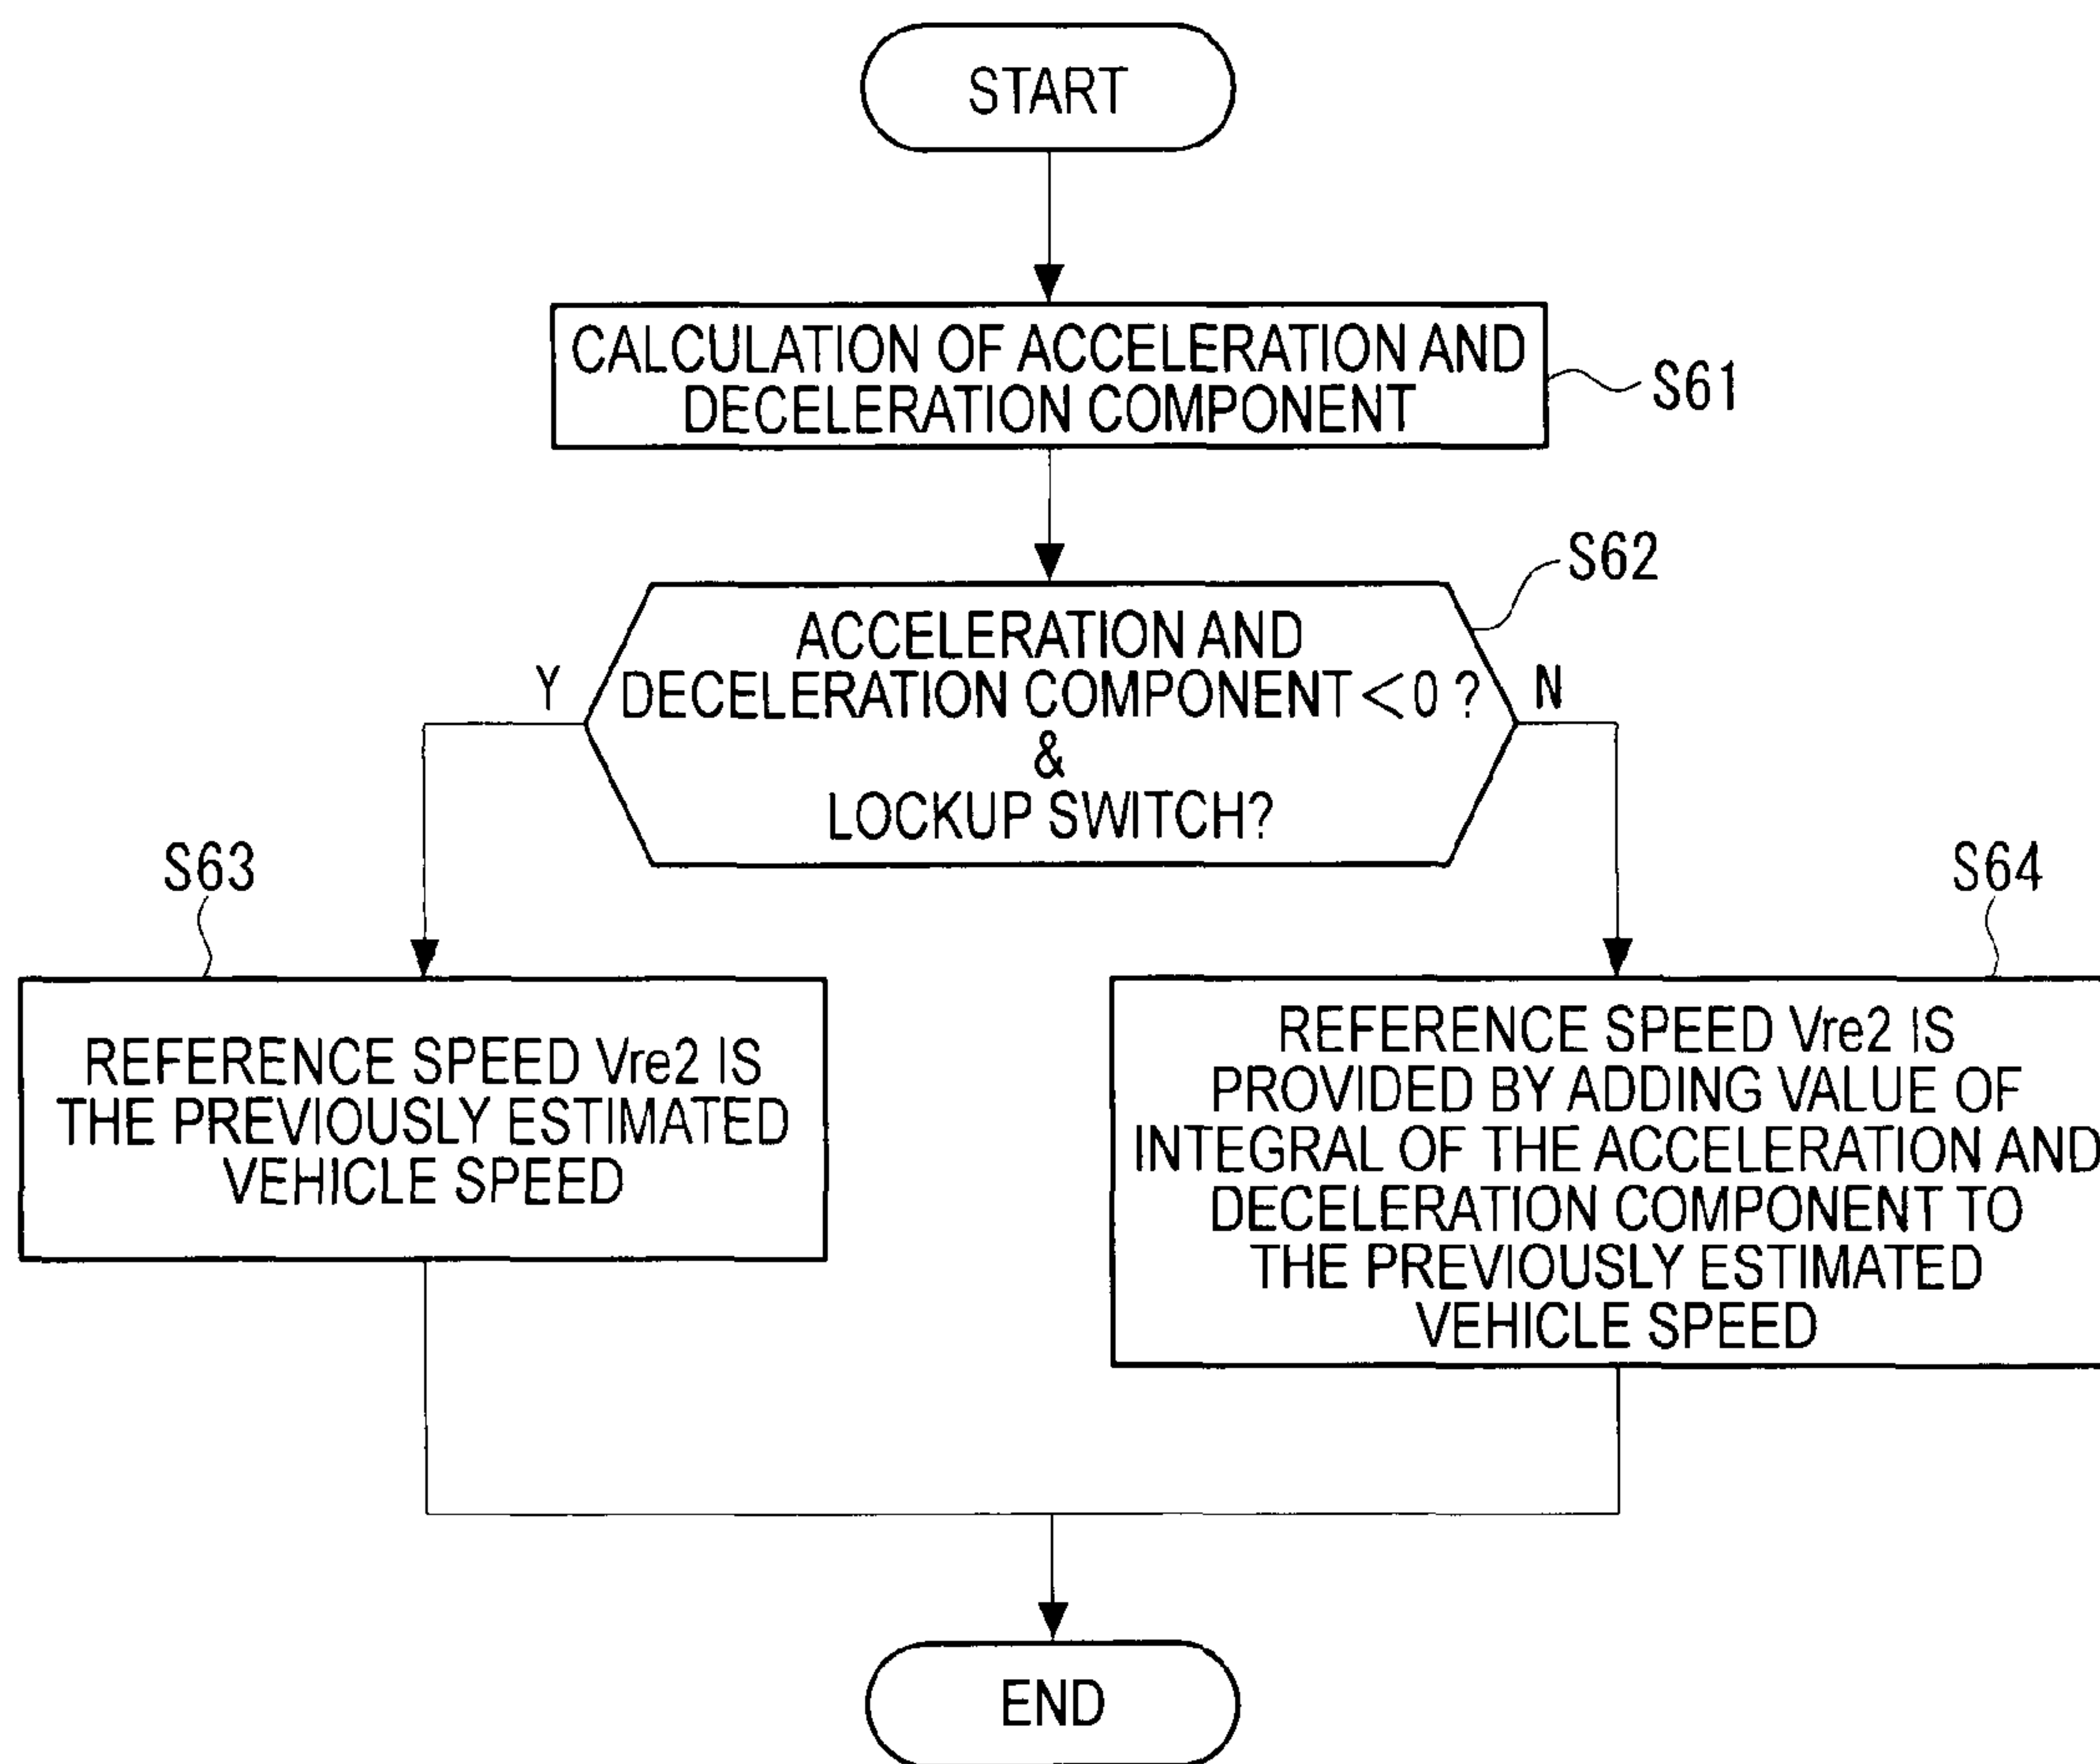 START
CALCULATION OF ACCELERATION AND
DECELERATION COMPONENT
S61
S62
ACCELERATION AND
DECELERATION COMPONENT <0 ?
&
LOCKUP SWITCH?
Y
N
S63
REFERENCE SPEED Vre2 IS
THE PREVIOUSLY ESTIMATED
VEHICLE SPEED
S64
REFERENCE SPEED Vre2 IS
PROVIDED BY ADDING VALUE OF
INTEGRAL OF THE ACCELERATION AND
DECELERATION COMPONENT TO
THE PREVIOUSLY ESTIMATED
VEHICLE SPEED
END